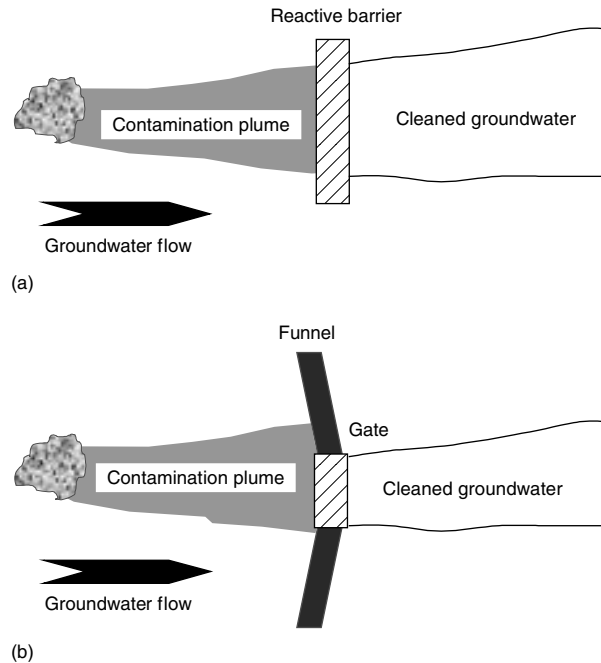 Reactive barrier
Contamination plume
Cleaned groundwater
Groundwater flow
(a)
Funnel
Gate
Contamination plume
Cleaned groundwater
Groundwater flow
(b)